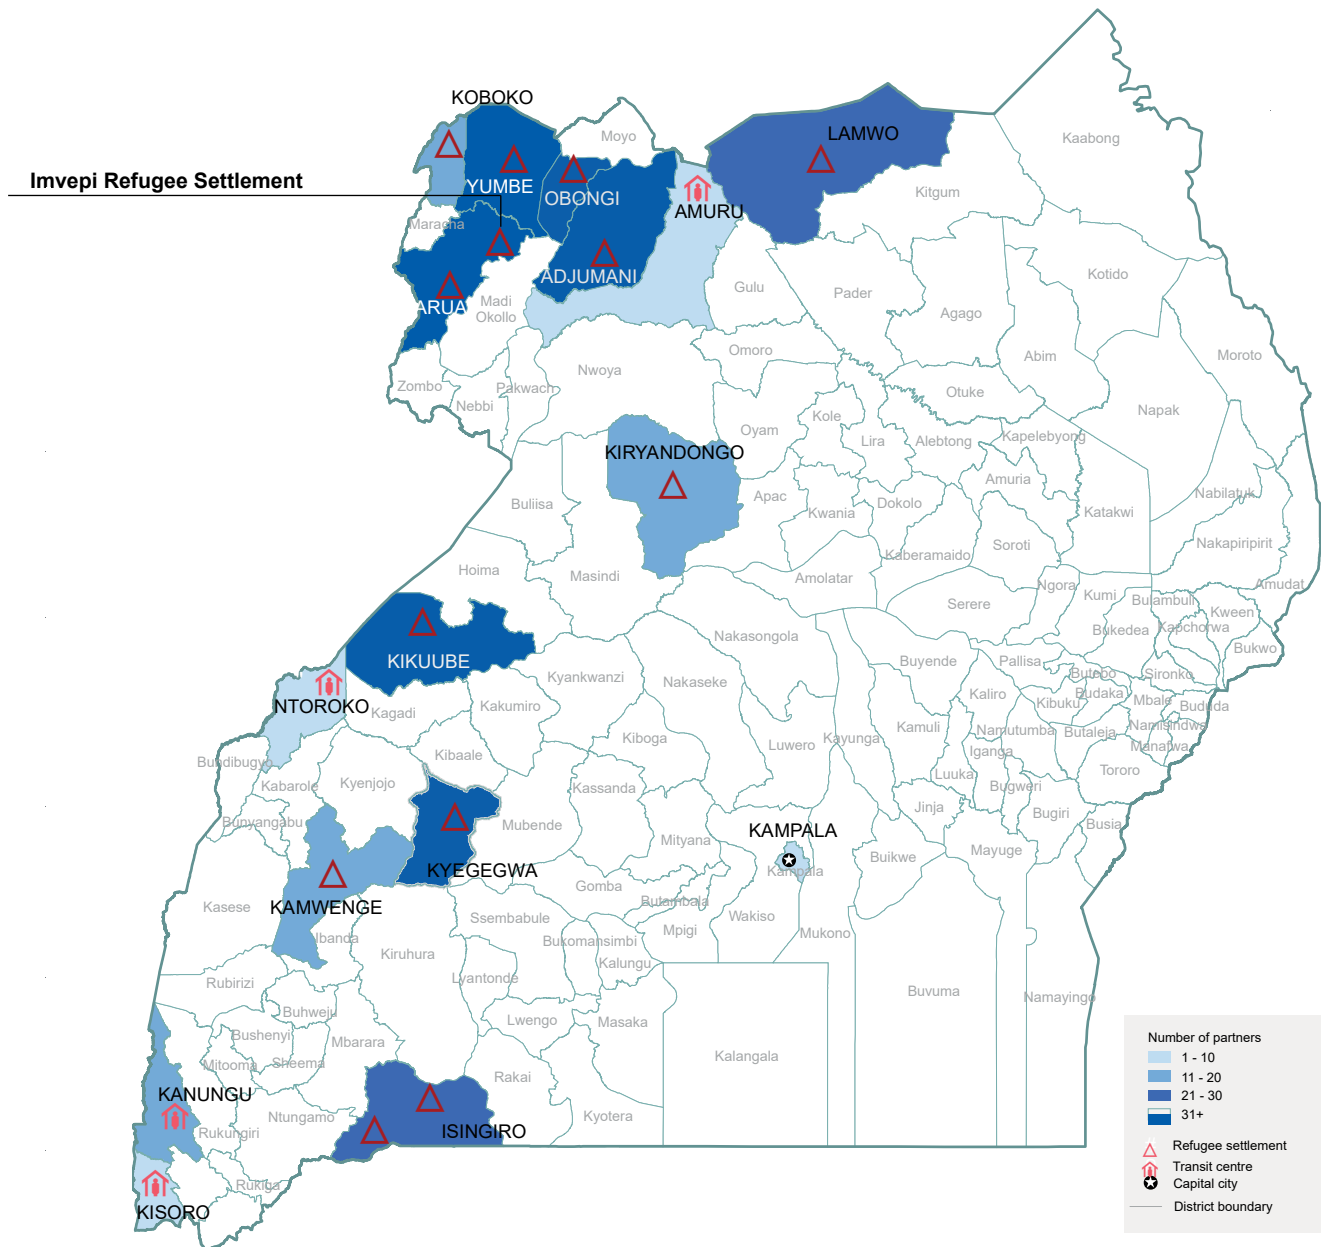 KOBOKO
Moyo
LAMWO
Kaabong
Imvepi Refugee Settlement
YUMBE
OBONGI
Kitgum
AMURU
Maracha
Kotido
ADJUMANI
Gulu
Pader
ARUA
Madi
Okollo
Agago
Omoro
Abim
Moroto
Nwoya
Zombo
Pakwach
Otuke
Nebbi
Napak
Kole
Oyam
Lira
Alebtong
Kapelebyong
KIRYANDONGO
Amuria
Nabilatuk
Apac
Buliisa
Kwania
Dokolo
Katakwi
Nakapiripirit
Kaberamaido
Soroti
Hoima
Masindi
Amolatar
Ngora
Amudat
Kumi
Serere
Bulambuli
Kween
Kapchorwa
Bukedea
Nakasongola
Bukwo
KIKUUBE
Buyende
Pallisa
Butebo
Sironko
Kyankwanzi
Nakaseke
Kaliro
Budaka
Kibuku
Mbale
Bududa
NTOROKO
Kagadi
Kakumiro
Kamuli
Namutumba
Butaleja
Namisindwa
Kiboga
Luwero
Kayunga
Iganga
Manafwa
Bundibugyo
Kibaale
Kabarole
Kyenjojo
Kassanda
Luuka
Tororo
Bugweri
Jinja
Bugiri
Bunyangabu
Mubende
Busia
KAMPALA
Mityana
Mayuge
Buikwe
KYEGEGWA
Kampala
Gomba
Butambala
KAMWENGE
Kasese
Ssembabule
Wakiso
Mpigi
Mukono
Ibanda
Bukomansimbi
Kiruhura
Kalungu
Rubirizi
Lyantonde
Buvuma
Namayingo
Buhweju
Lwengo
Masaka
Bushenyi
Mbarara
Kalangala
Mitooma
Sheema
Rakai
KANUNGU
Ntungamo
Kyotera
Rukungiri
ISINGIRO
Rukiga
KISORO
Number of partners
1 - 10
11 - 20
21 - 30
31+
Refugee settlement
Transit centre
Capital city
District boundary